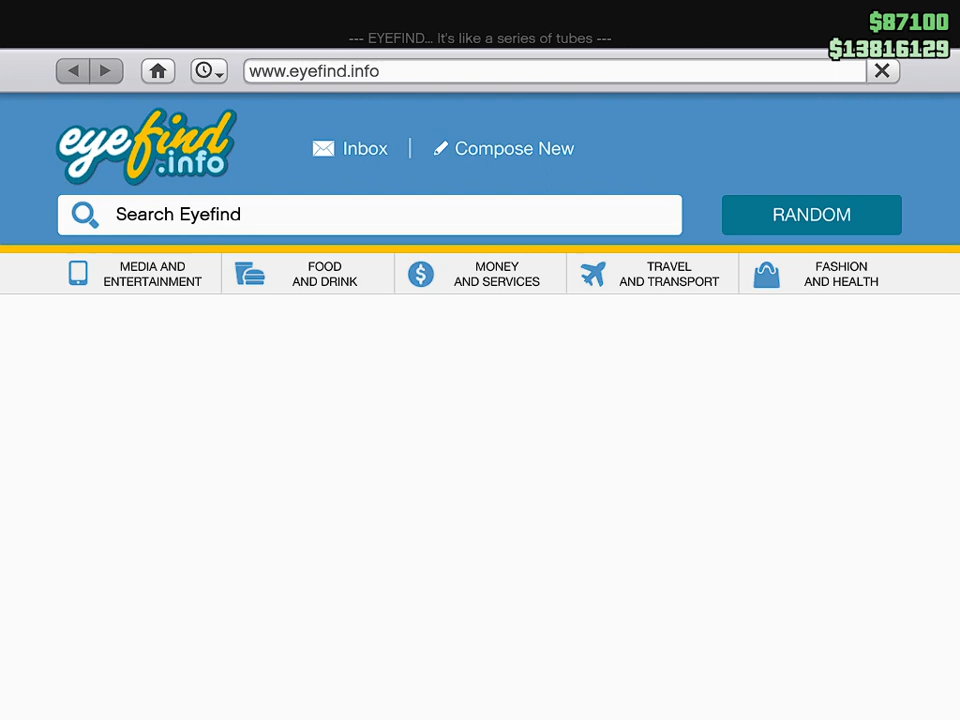 $87100
--- EYEFIND... It's like a series of tubes ---
$13816129
www.eyefind.info
eyefind
.info
Inbox
Compose New
Search Eyefind
RANDOM
MEDIA AND
ENTERTAINMENT
FOOD
AND DRINK
MONEY
AND SERVICES
TRAVEL
AND TRANSPORT
FASHION
AND HEALTH